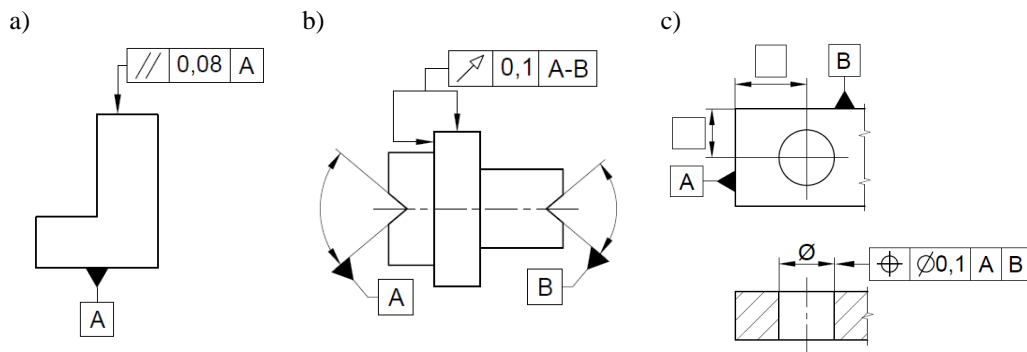 a)
// 0,08 A
A
b)
↗ 0,1 A-B
A
B
c)
B
A
Ø
⌖ Ø0,1 A B